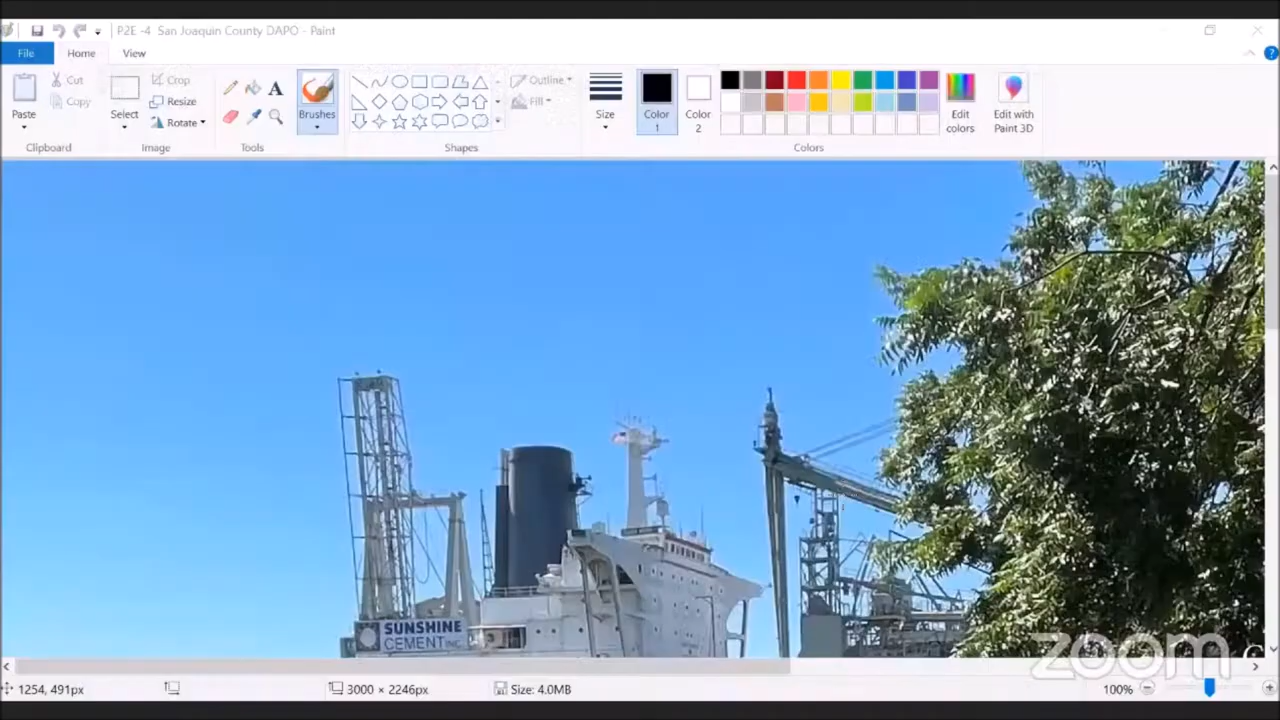 P2E -4 San Joaquin County DAPO - Paint
File
Home
View
Paste
Cut
Copy
Clipboard
Select
Crop
Resize
Rotate
Image
Tools
Brushes
Shapes
Outline
Fill
Size
Color
1
Color
2
Colors
Edit
colors
Edit with
Paint 3D
SUNSHINE
CEMENT INC.
zoom
1254, 491px
3000 × 2246px
Size: 4.0MB
100%